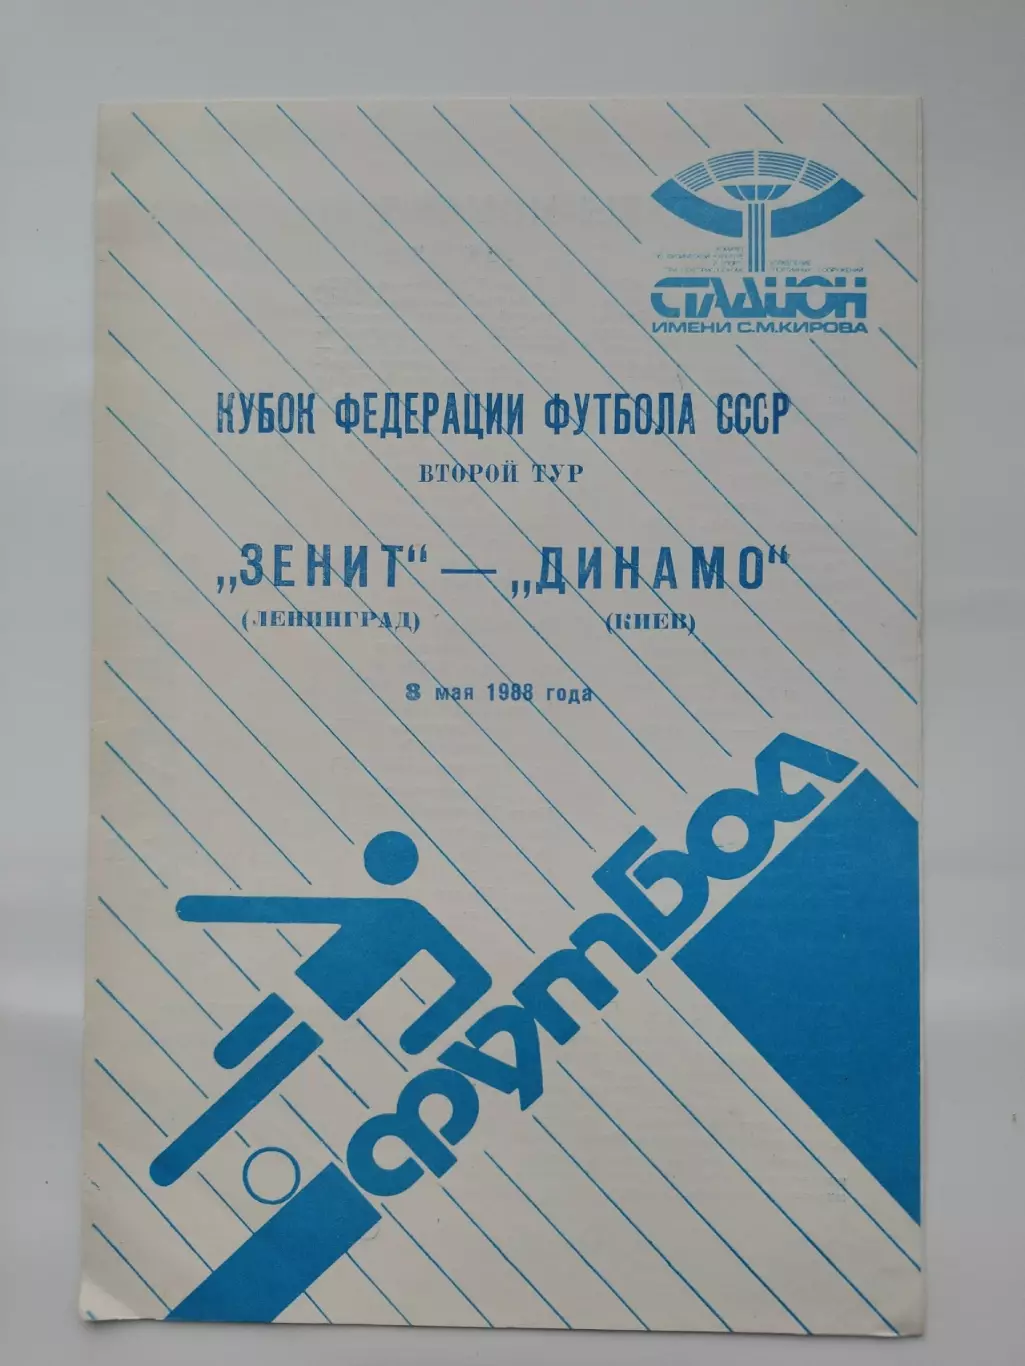 СТАДИОН
ИМЕНИ С.М.КИРОВА
КУБОК ФЕДЕРАЦИИ ФУТБОЛА СССР
ВТОРОЙ ТУР
„ЗЕНИТ“ — „ДИНАМО“
(ЛЕНИНГРАД) (КИЕВ)
8 мая 1988 года
футбол